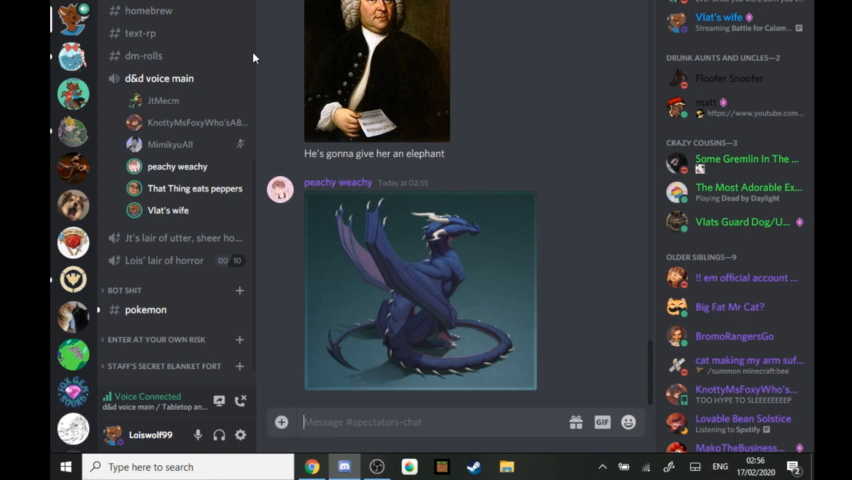 homebrew
text-rp
dm-rolls
d&d voice main
JtMecm
KnottyMsFoxyWho'sAB...
MimikyuAll
peachy weachy
That Thing eats peppers
Vlat's wife
Jt's lair of utter, sheer ho...
Lois' lair of horror 00 10
BOT SHIT
pokemon
ENTER AT YOUR OWN RISK
STAFF'S SECRET BLANKET FORT
Voice Connected
d&d voice main / Tabletop an...
Loiswolf99
He's gonna give her an elephant
peachy weachy Today at 02:55
Message #spectators-chat
GIF
Vlat's wife
Streaming Battle for Calam...
DRUNK AUNTS AND UNCLES—2
Floofer Snoofer
matt
https://www.youtube.com...
CRAZY COUSINS—3
Some Gremlin In The ...
The Most Adorable Ex...
Playing Dead by Daylight
Vlats Guard Dog/U...
OLDER SIBLINGS—9
!! em official account ...
Big Fat Mr Cat?
BromoRangersGo
cat making my arm suf...
/summon minecraft:bee
KnottyMsFoxyWho's...
TOO HYPE TO SLEEEEEEEP
Lovable Bean Solstice
Listening to Spotify
MakoTheBusiness...
Type here to search
ENG
02:56
17/02/2020
2